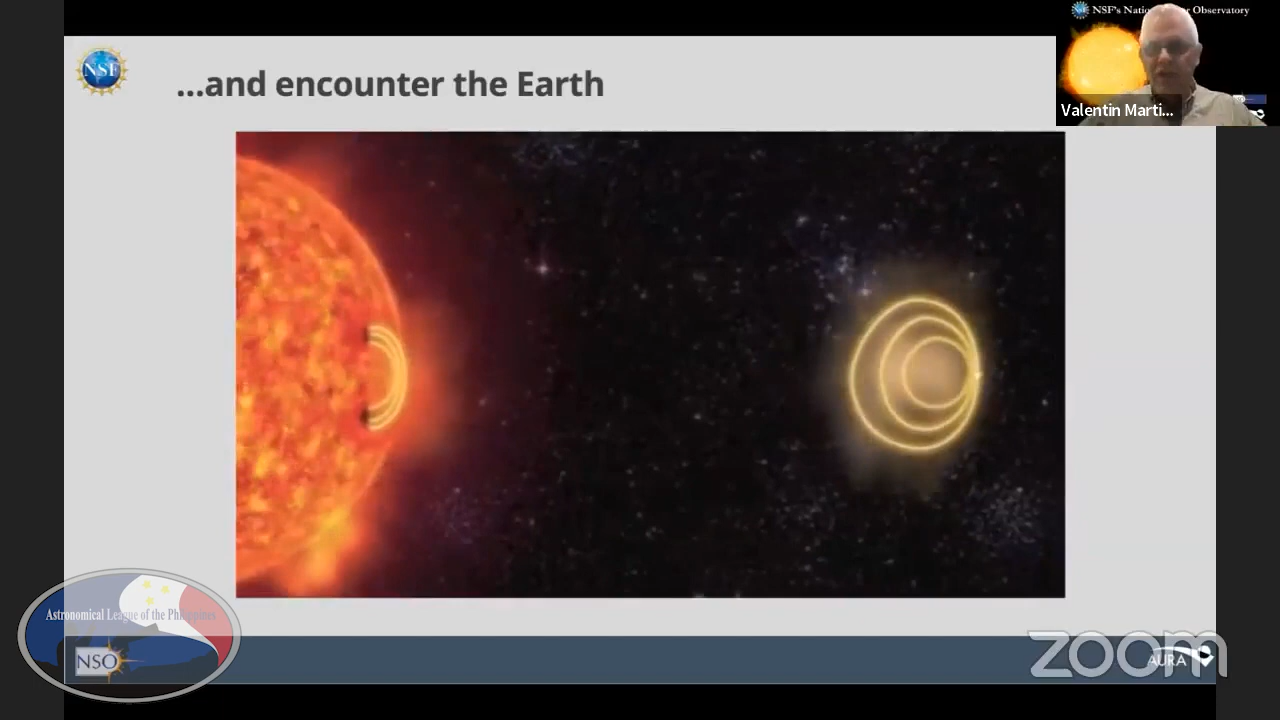 NSF
...and encounter the Earth
NSF's Natio r Observatory
Valentin Marti...
Astronomical League of the Philippines
NSO
zoom
AURA